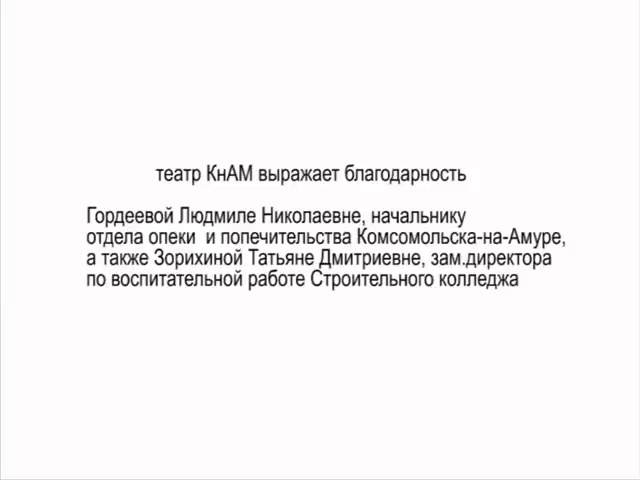 театр КнАМ выражает благодарность
Гордеевой Людмиле Николаевне, начальнику
отдела опеки и попечительства Комсомольска-на-Амуре,
а также Зорихиной Татьяне Дмитриевне, зам.директора
по воспитательной работе Строительного колледжа